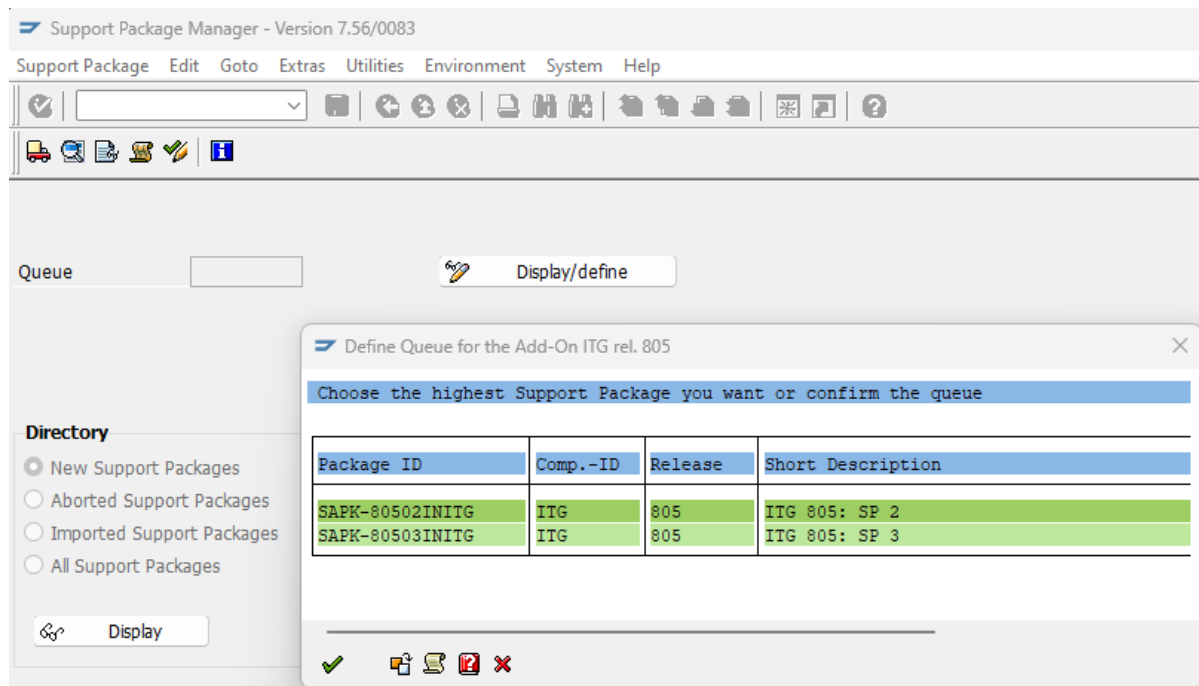 Support Package Manager - Version 7.56/0083
Support Package Edit Goto Extras Utilities Environment System Help
Queue
Display/define
Define Queue for the Add-On ITG rel. 805
Choose the highest Support Package you want or confirm the queue
Directory
New Support Packages
Aborted Support Packages
Imported Support Packages
All Support Packages
Display
Package ID Comp.-ID Release Short Description
SAPK-80502INITG ITG 805 ITG 805: SP 2
SAPK-80503INITG ITG 805 ITG 805: SP 3